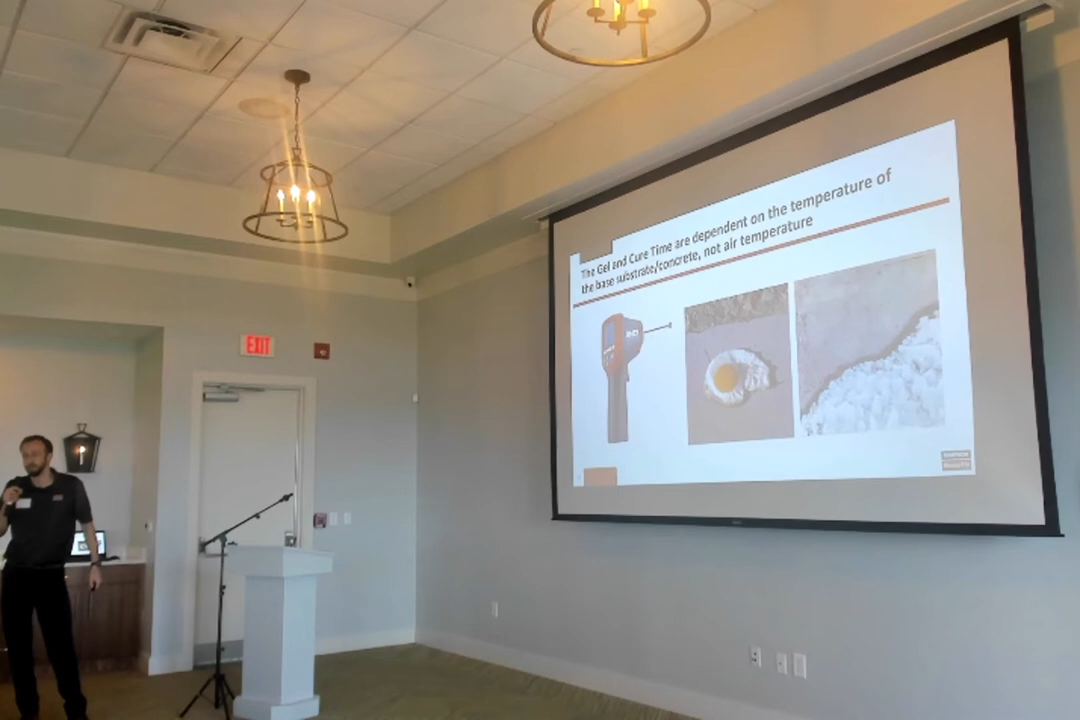 The Gel and Cure Time are dependent on the temperature of
the base substrate/concrete, not air temperature
EXIT